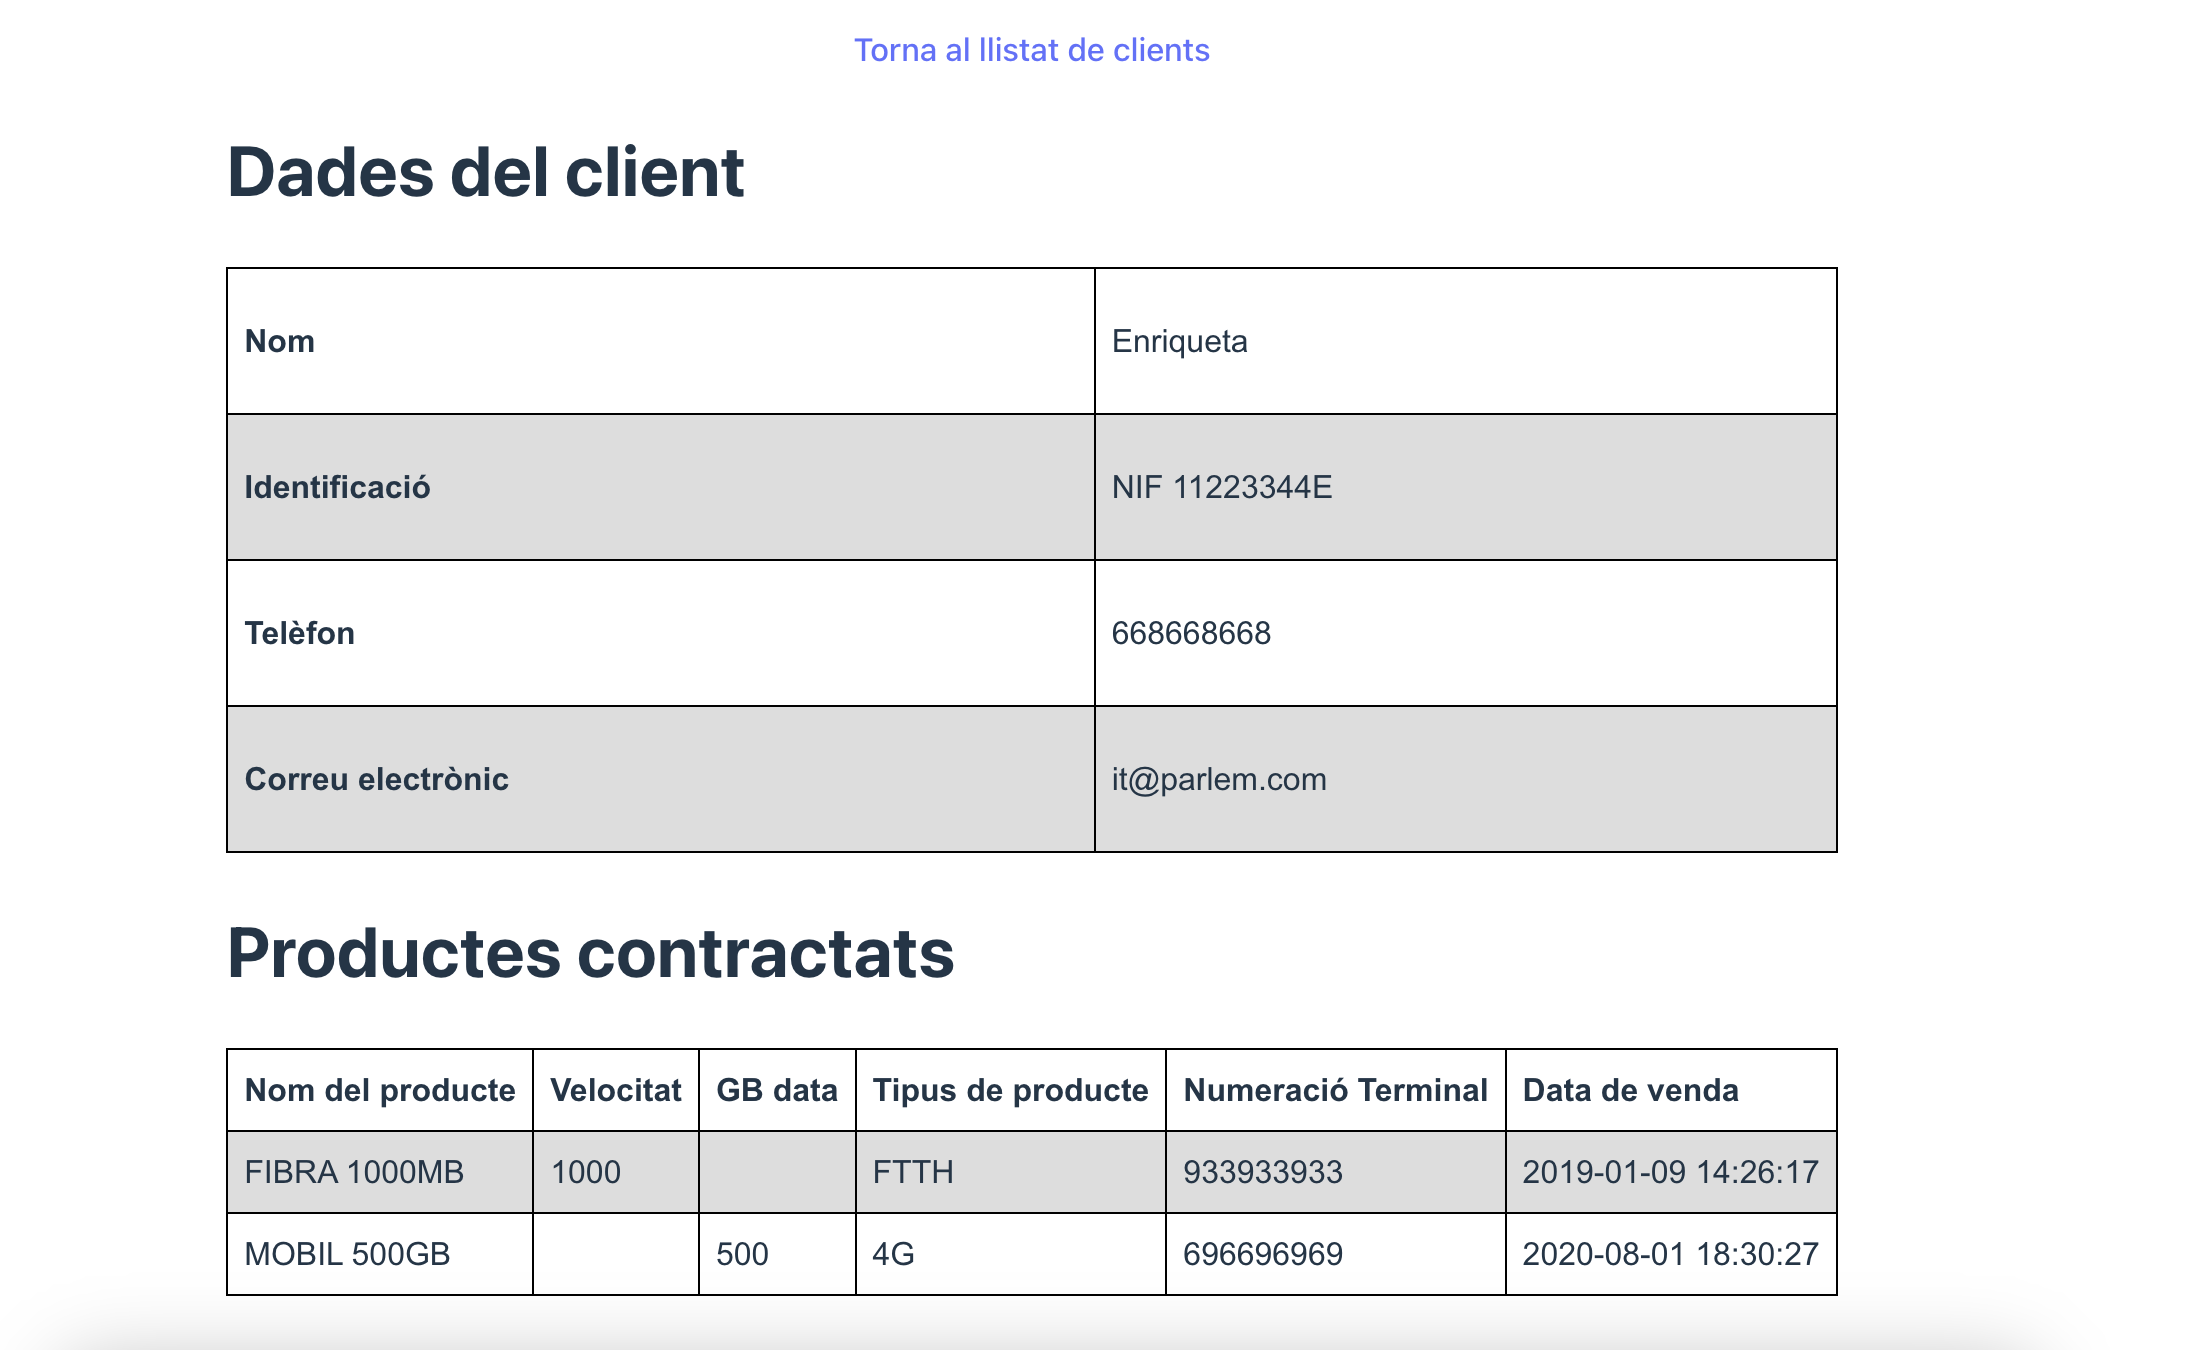 Torna al llistat de clients
Dades del client
Nom Enriqueta
Identificació NIF 11223344E
Telèfon 668668668
Correu electrònic it@parlem.com
Productes contractats
Nom del producte Velocitat GB data Tipus de producte Numeració Terminal Data de venda
FIBRA 1000MB 1000 FTTH 933933933 2019-01-09 14:26:17
MOBIL 500GB 500 4G 696696969 2020-08-01 18:30:27